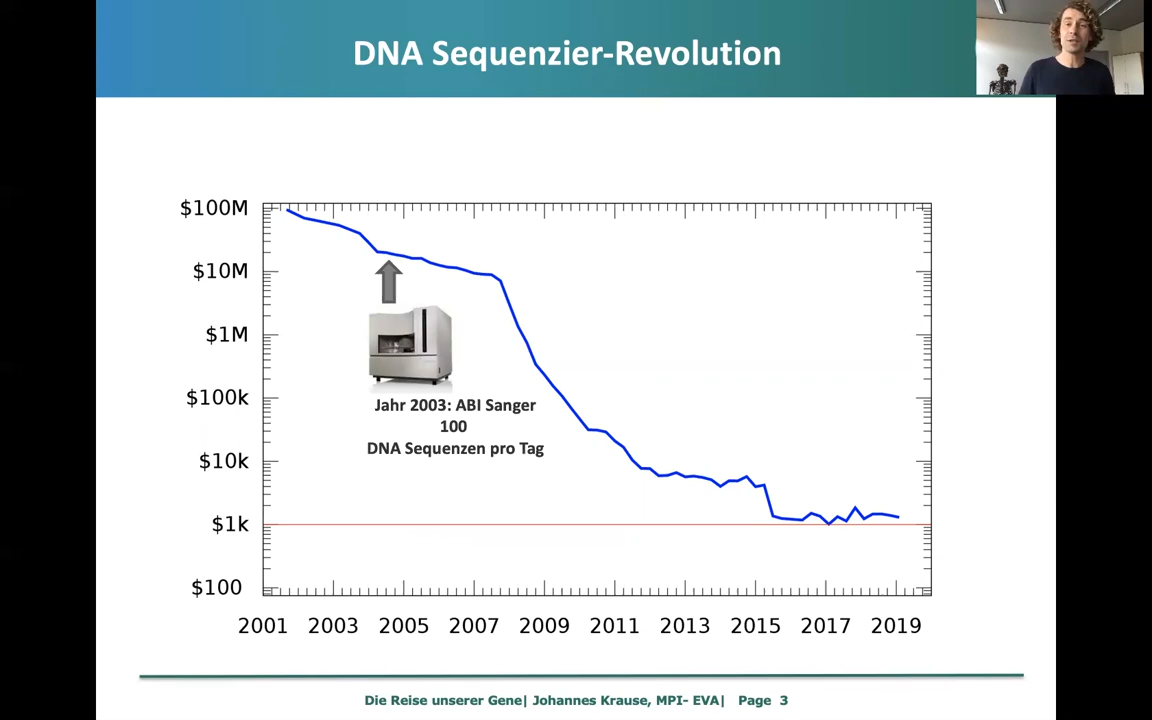 DNA Sequenzier-Revolution
$100M
$10M
$1M
$100k
$10k
$1k
$100
Jahr 2003: ABI Sanger
100
DNA Sequenzen pro Tag
2001 2003 2005 2007 2009 2011 2013 2015 2017 2019
Die Reise unserer Gene| Johannes Krause, MPI- EVA| Page 3